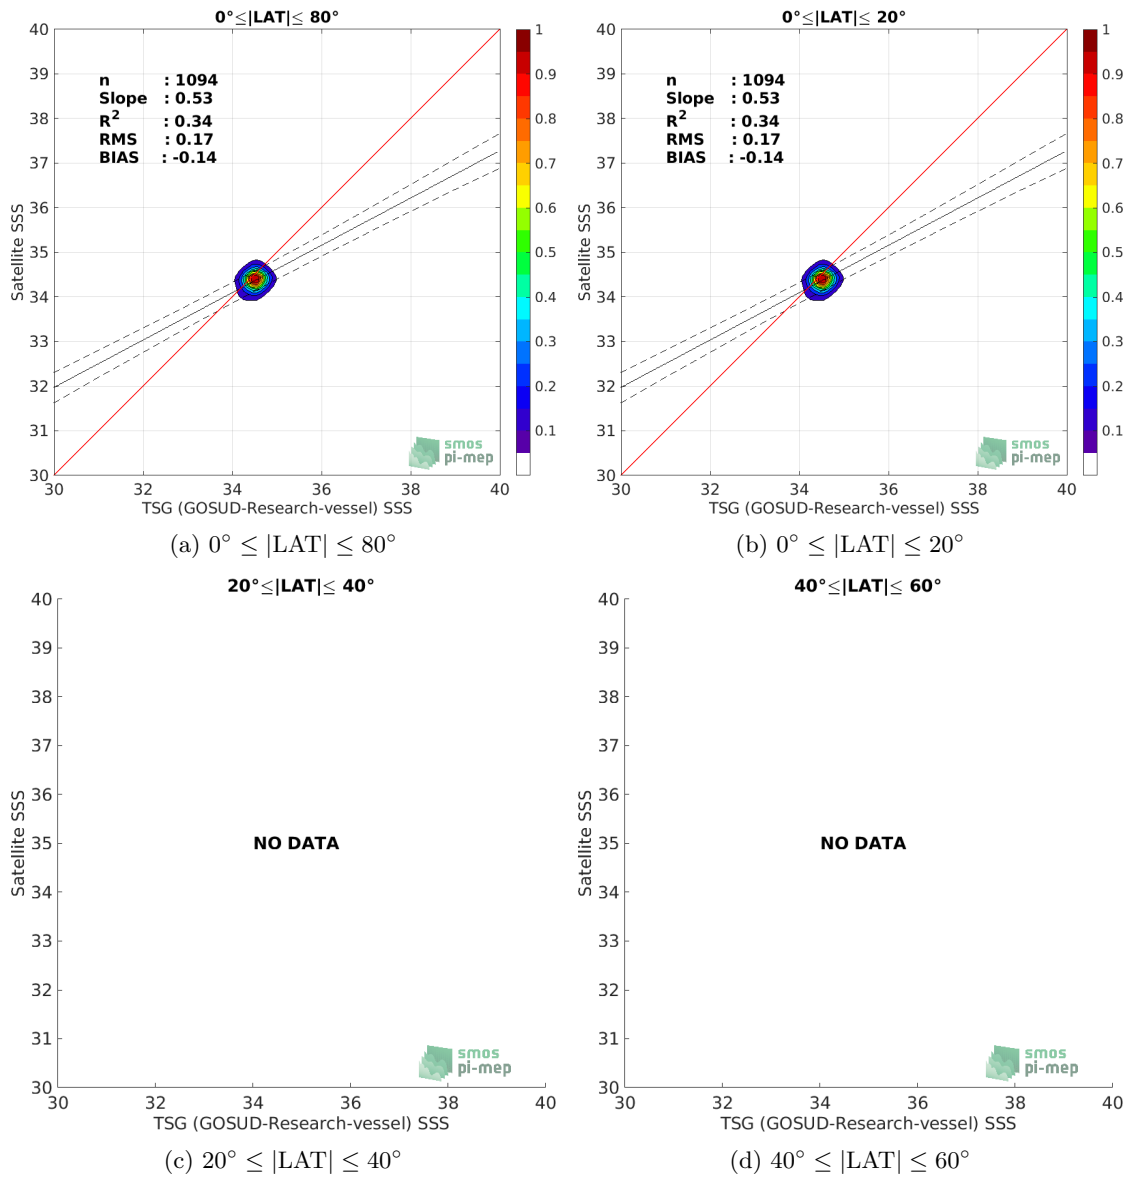 0°≤|LAT|≤ 80°
40
39
38
37
36
35
34
33
32
31
30
Satellite SSS
n : 1094
Slope : 0.53
R2 : 0.34
RMS : 0.17
BIAS : -0.14
smos
pi-mep
30 32 34 36 38 40
TSG (GOSUD-Research-vessel) SSS
1
0.9
0.8
0.7
0.6
0.5
0.4
0.3
0.2
0.1
(a) 0° ≤ |LAT| ≤ 80°
0°≤|LAT|≤ 20°
40
39
38
37
36
35
34
33
32
31
30
Satellite SSS
n : 1094
Slope : 0.53
R2 : 0.34
RMS : 0.17
BIAS : -0.14
smos
pi-mep
30 32 34 36 38 40
TSG (GOSUD-Research-vessel) SSS
1
0.9
0.8
0.7
0.6
0.5
0.4
0.3
0.2
0.1
(b) 0° ≤ |LAT| ≤ 20°
20°≤|LAT|≤ 40°
40
39
38
37
36
35
34
33
32
31
30
Satellite SSS
NO DATA
smos
pi-mep
30 32 34 36 38 40
TSG (GOSUD-Research-vessel) SSS
(c) 20° ≤ |LAT| ≤ 40°
40°≤|LAT|≤ 60°
40
39
38
37
36
35
34
33
32
31
30
Satellite SSS
NO DATA
smos
pi-mep
30 32 34 36 38 40
TSG (GOSUD-Research-vessel) SSS
(d) 40° ≤ |LAT| ≤ 60°